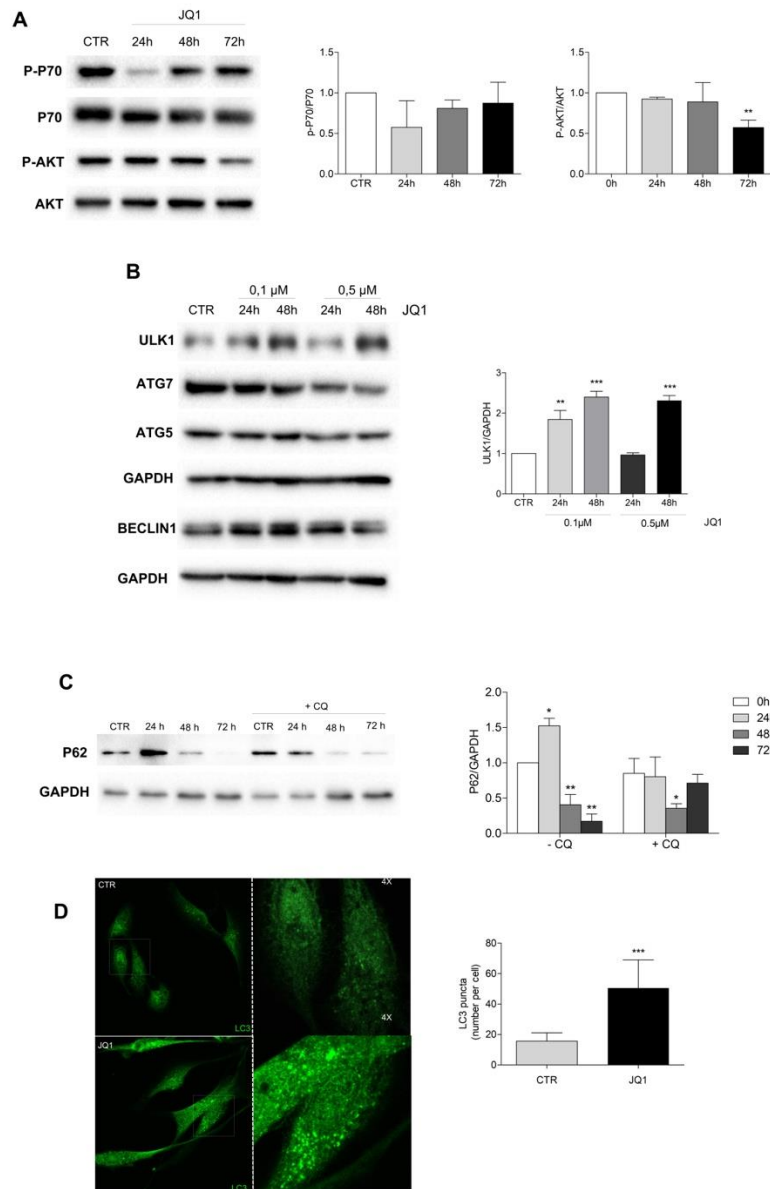 A
JQ1
CTR 24h 48h 72h
P-P70
P70
P-AKT
AKT
p-P70/P70
1.5
1.0
0.5
0.0
CTR 24h 48h 72h
P-AKT/AKT
1.5
1.0
0.5
0.0
**
0h 24h 48h 72h
B
0,1 µM 0,5 µM
CTR 24h 48h 24h 48h JQ1
ULK1
ATG7
ATG5
GAPDH
BECLIN1
GAPDH
ULK1/GAPDH
3
2
1
0
** *** ***
CTR 24h 48h 24h 48h
0.1µM 0.5µM JQ1
C
+ CQ
CTR 24 h 48 h 72 h CTR 24 h 48 h 72 h
P62
GAPDH
P62/GAPDH
2.0
1.5
1.0
0.5
0.0
* ** ** *
- CQ + CQ
0h
24
48
72
D
CTR
LC3
4X
4X
JQ1
LC3
LC3 puncta
(number per cell)
80
60
40
20
0
***
CTR JQ1